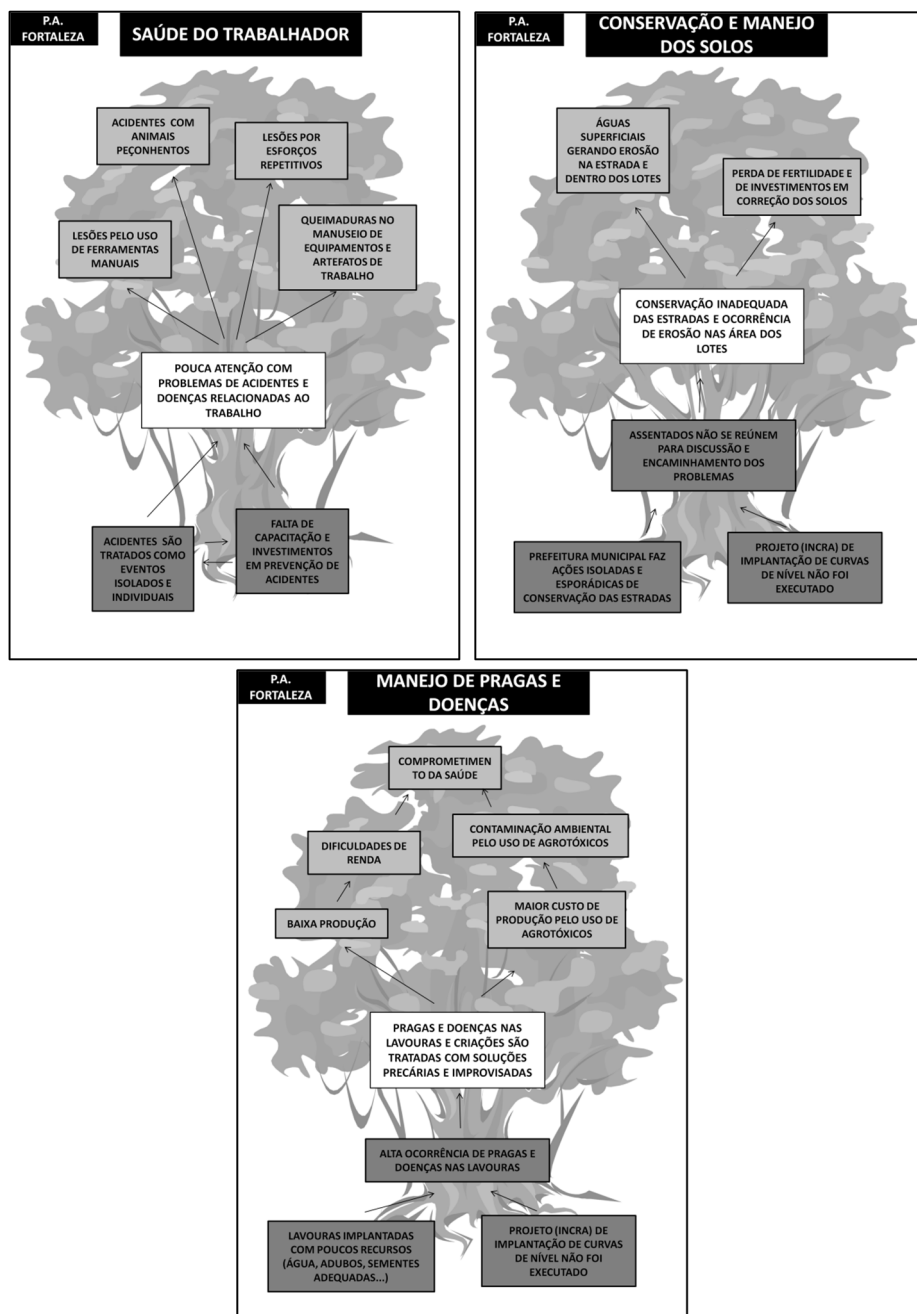 P.A.
FORTALEZA
SAÚDE DO TRABALHADOR
ACIDENTES COM
ANIMAIS
PEÇONHENTOS
LESÕES POR
ESFORÇOS
REPETITIVOS
LESÕES PELO USO
DE FERRAMENTAS
MANUAIS
QUEIMADURAS NO
MANUSEIO DE
EQUIPAMENTOS E
ARTEFATOS DE
TRABALHO
POUCA ATENÇÃO COM
PROBLEMAS DE ACIDENTES E
DOENÇAS RELACIONADAS AO
TRABALHO
ACIDENTES SÃO
TRATADOS COMO
EVENTOS
ISOLADOS E
INDIVIDUAIS
FALTA DE
CAPACITAÇÃO E
INVESTIMENTOS
EM PREVENÇÃO DE
ACIDENTES
P.A.
FORTALEZA
CONSERVAÇÃO E MANEJO
DOS SOLOS
ÁGUAS
SUPERFICIAIS
GERANDO EROSÃO
NA ESTRADA E
DENTRO DOS LOTES
PERDA DE FERTILIDADE E
DE INVESTIMENTOS EM
CORREÇÃO DOS SOLOS
CONSERVAÇÃO INADEQUADA
DAS ESTRADAS E OCORRÊNCIA
DE EROSÃO NAS ÁREA DOS
LOTES
ASSENTADOS NÃO SE REÚNEM
PARA DISCUSSÃO E
ENCAMINHAMENTO DOS
PROBLEMAS
PREFEITURA MUNICIPAL FAZ
AÇÕES ISOLADAS E
ESPORÁDICAS DE
CONSERVAÇÃO DAS ESTRADAS
PROJETO (INCRA) DE
IMPLANTAÇÃO DE CURVAS
DE NÍVEL NÃO FOI
EXECUTADO
P.A.
FORTALEZA
MANEJO DE PRAGAS E
DOENÇAS
COMPROMETIMEN
TO DA SAÚDE
DIFICULDADES DE
RENDA
CONTAMINAÇÃO AMBIENTAL
PELO USO DE AGROTÓXICOS
BAIXA PRODUÇÃO
MAIOR CUSTO DE
PRODUÇÃO PELO USO DE
AGROTÓXICOS
PRAGAS E DOENÇAS NAS
LAVOURAS E CRIAÇÕES SÃO
TRATADAS COM SOLUÇÕES
PRECÁRIAS E IMPROVISADAS
ALTA OCORRÊNCIA DE PRAGAS E
DOENÇAS NAS LAVOURAS
LAVOURAS IMPLANTADAS
COM POUCOS RECURSOS
(ÁGUA, ADUBOS, SEMENTES
ADEQUADAS...)
PROJETO (INCRA) DE
IMPLANTAÇÃO DE CURVAS
DE NÍVEL NÃO FOI
EXECUTADO